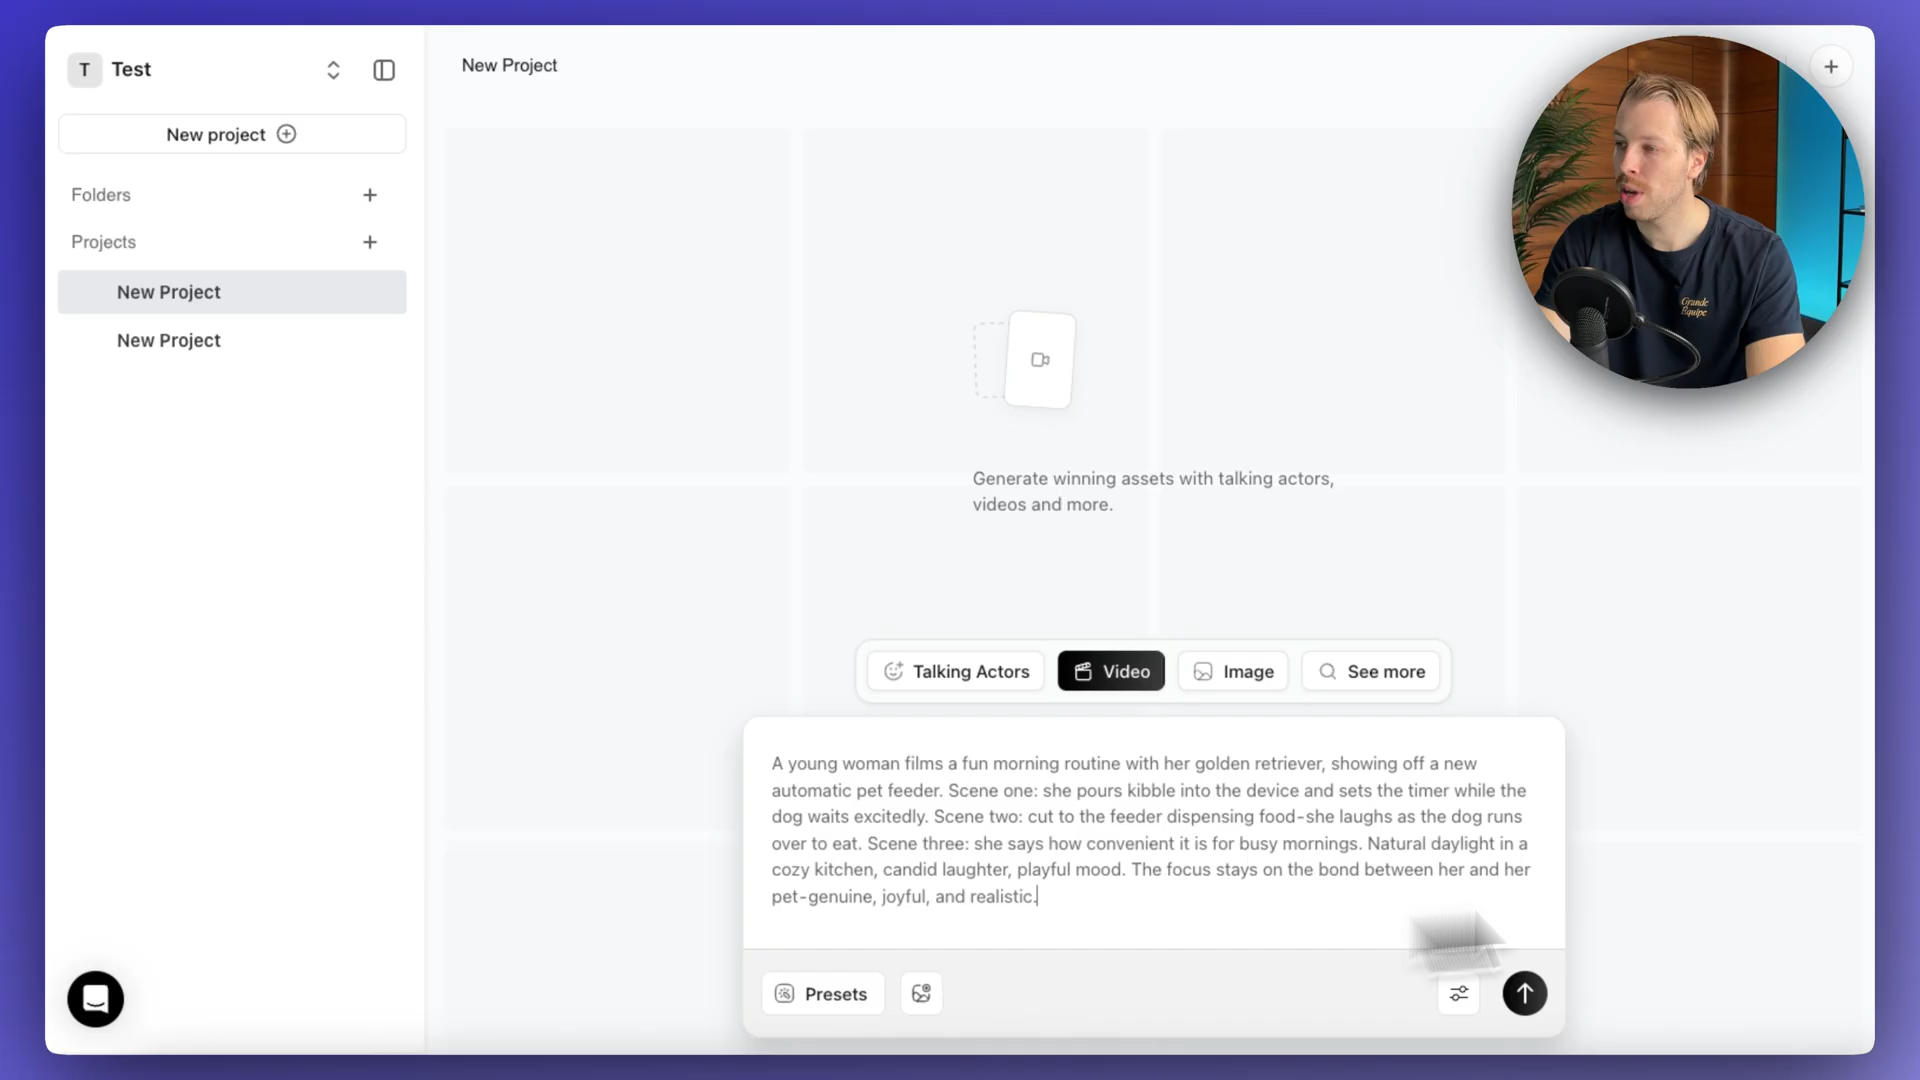 T Test
New project
Folders
Projects
New Project
New Project
New Project
Grande
Équipe
Generate winning assets with talking actors,
videos and more.
Talking Actors
Video
Image
See more
A young woman films a fun morning routine with her golden retriever, showing off a new
automatic pet feeder. Scene one: she pours kibble into the device and sets the timer while the
dog waits excitedly. Scene two: cut to the feeder dispensing food-she laughs as the dog runs
over to eat. Scene three: she says how convenient it is for busy mornings. Natural daylight in a
cozy kitchen, candid laughter, playful mood. The focus stays on the bond between her and her
pet-genuine, joyful, and realistic.
Presets